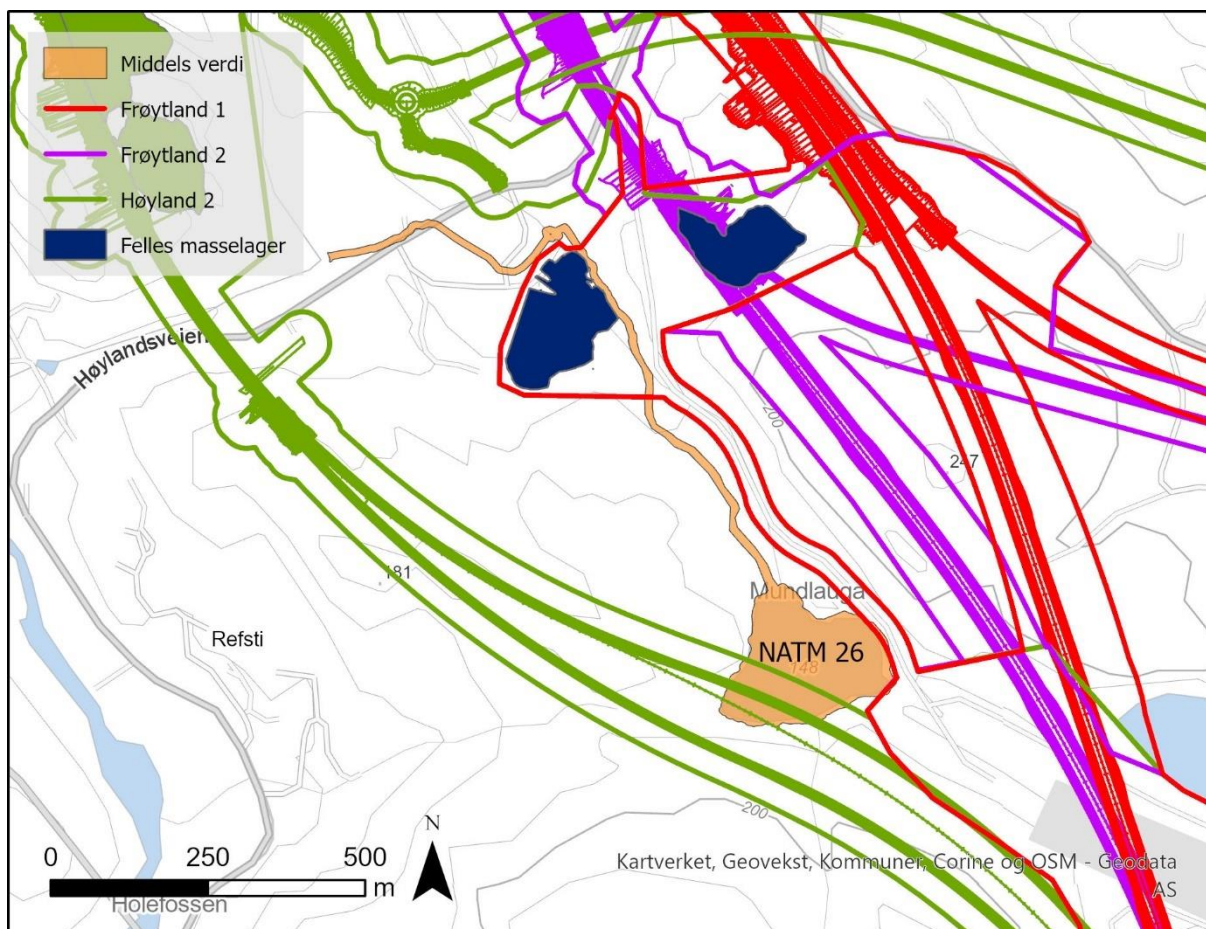 Middels verdi
Frøytland 1
Frøytland 2
Høyland 2
Felles masselager
Høylandsveien
200
247
181
Mundlauga
Refsti
NATM 26
148
200
N
0 250 500
m
Kartverket, Geovekst, Kommuner, Corine og OSM - Geodata
AS
Holefossen